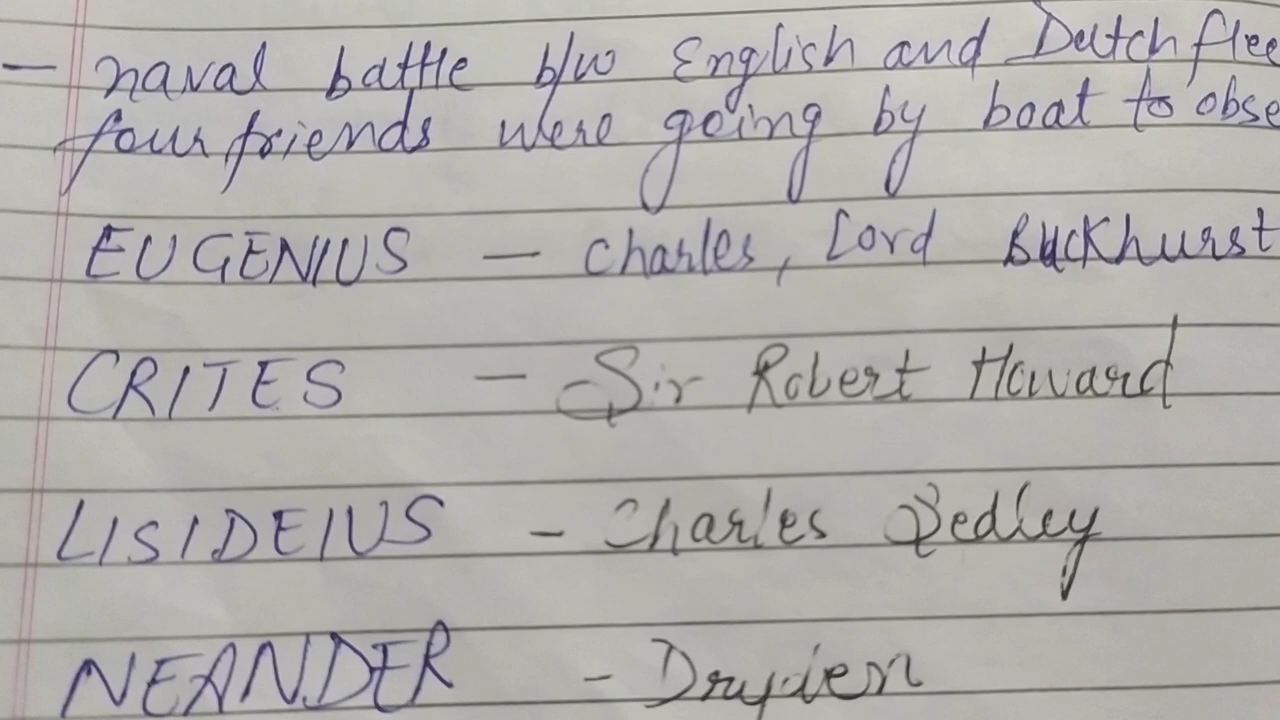 - naval battle b/w English and Dutch flee
four friends were going by boat to obse
EUGENIUS - Charles, Lord Buckhurst
CRITES - Sir Robert Howard
LISIDEIUS - Charles Sedley
NEANDER - Dryden